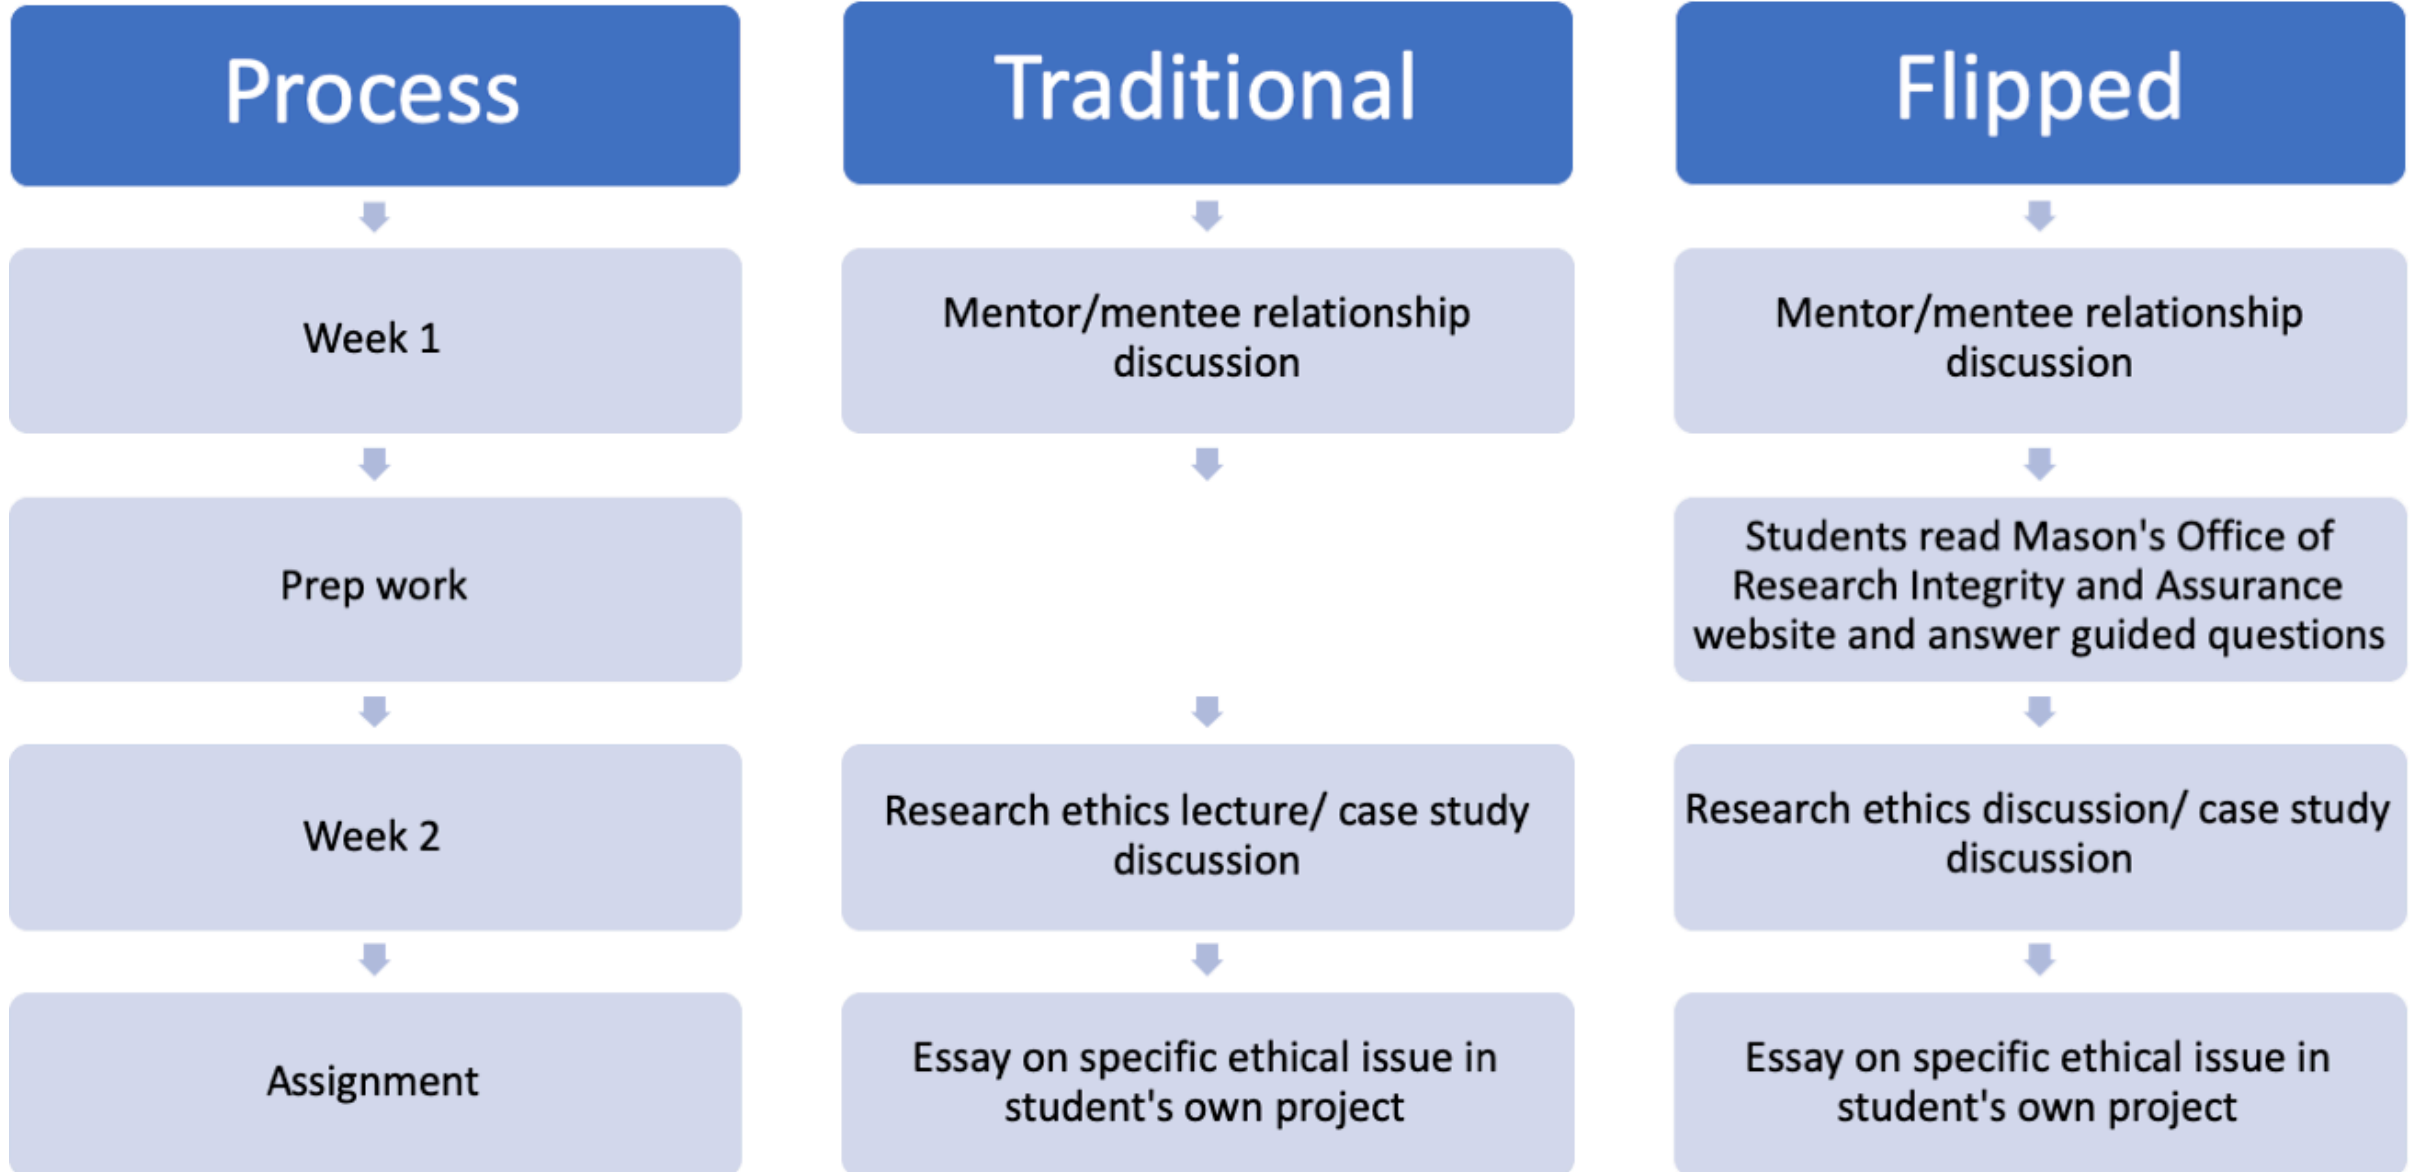 Process
Traditional
Flipped
Week 1
Mentor/mentee relationship
discussion
Mentor/mentee relationship
discussion
Prep work
Students read Mason's Office of
Research Integrity and Assurance
website and answer guided questions
Week 2
Research ethics lecture/ case study
discussion
Research ethics discussion/ case study
discussion
Assignment
Essay on specific ethical issue in
student's own project
Essay on specific ethical issue in
student's own project